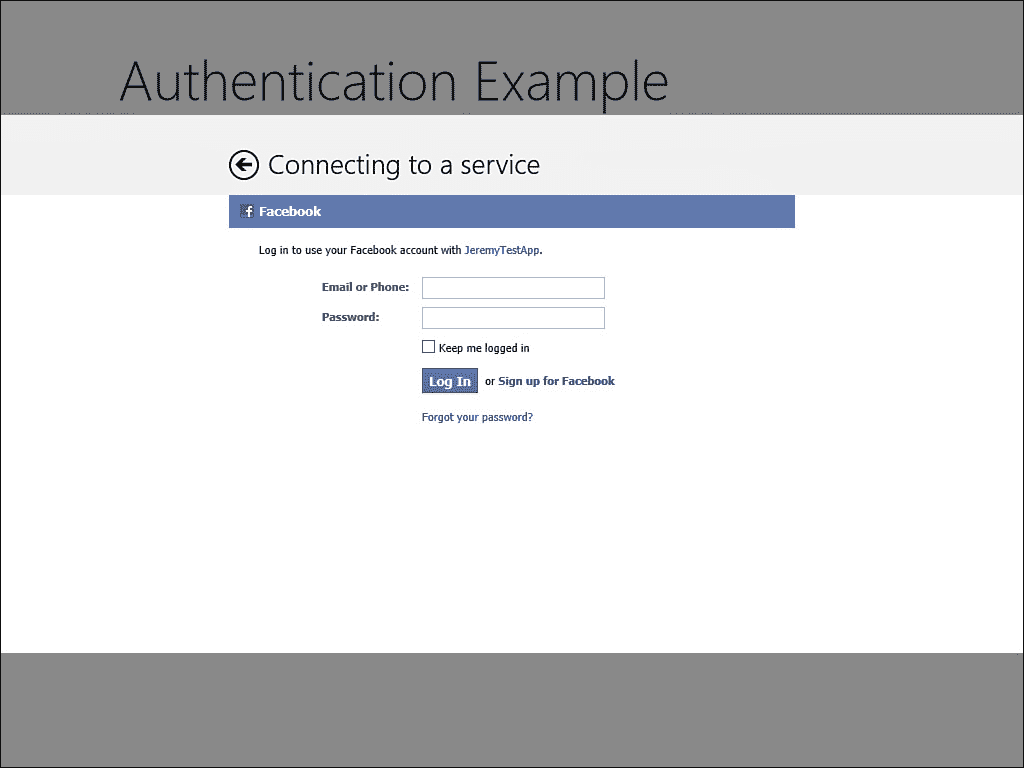 Authentication Example
Connecting to a service
Facebook
Log in to use your Facebook account with JeremyTestApp.
Email or Phone:
Password:
Keep me logged in
Log In or Sign up for Facebook
Forgot your password?